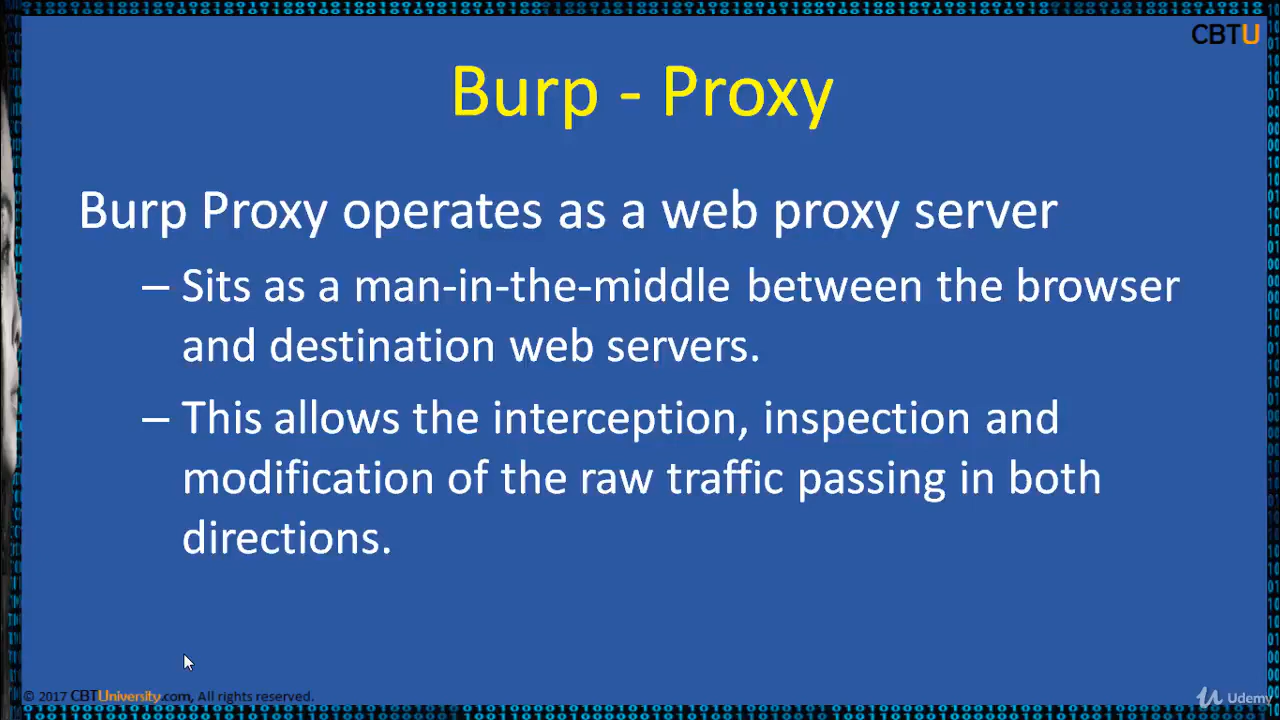 CBTU
Burp - Proxy
Burp Proxy operates as a web proxy server
– Sits as a man-in-the-middle between the browser
and destination web servers.
– This allows the interception, inspection and
modification of the raw traffic passing in both
directions.
© 2017 CBTUniversity.com, All rights reserved.
Udemy